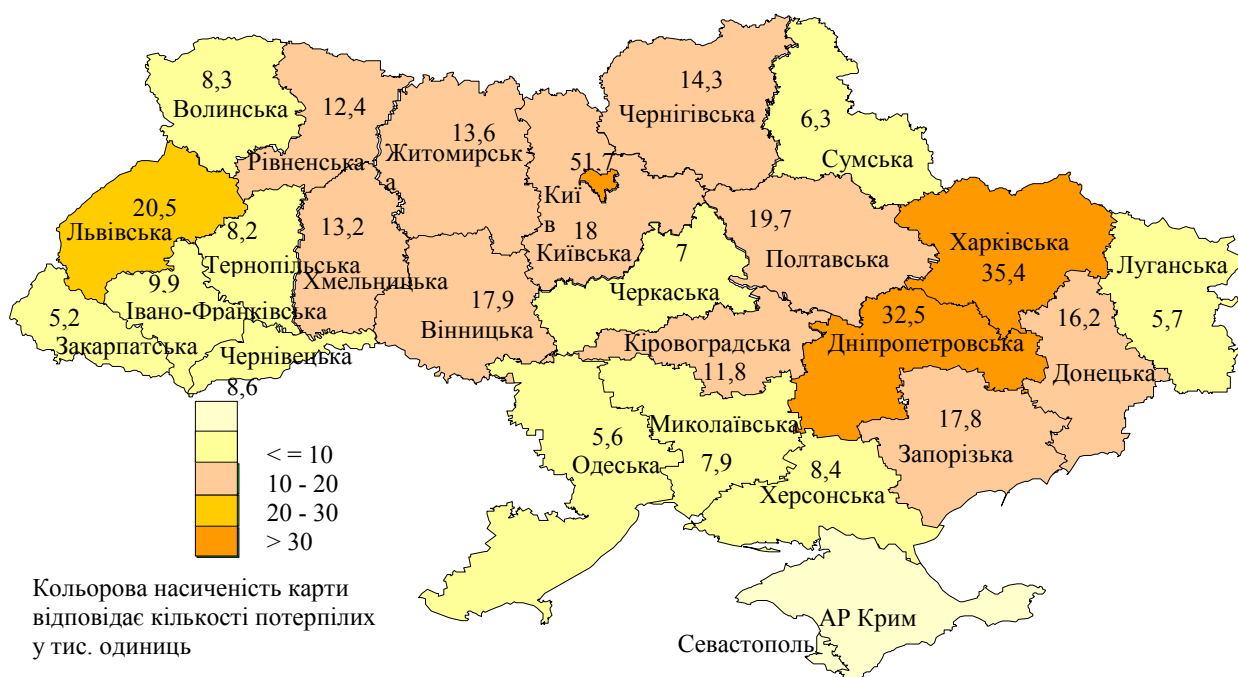 8,3
Волинська
12,4
Рівненська
13,6
Житомирськ
а
14,3
Чернігівська
6,3
Сумська
51,7
Киї
в
18
Київська
20,5
Львівська
8,2
Тернопільська
13,2
Хмельницька
17,9
Вінницька
7
Черкаська
19,7
Полтавська
Харківська
35,4
Луганська
5,7
9,9
Івано-Франківська
5,2
Закарпатська
Чернівецька
8,6
Кіровоградська
11,8
32,5
Дніпропетровська
16,2
Донецька
5,6
Одеська
Миколаївська
7,9
8,4
Херсонська
17,8
Запорізька
АР Крим
Севастополь
< = 10
10 - 20
20 - 30
> 30
Кольорова насиченість карти
відповідає кількості потерпілих
у тис. одиниць